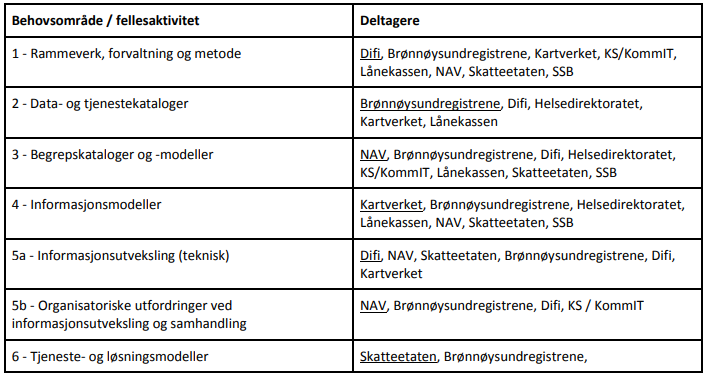 Behovsområde / fellesaktivitet
Deltagere
1 - Rammeverk, forvaltning og metode
Difi, Brønnøysundregistrene, Kartverket, KS/KommIT,
Lånekassen, NAV, Skatteetaten, SSB
2 - Data- og tjenestekataloger
Brønnøysundregistrene, Difi, Helsedirektoratet,
Kartverket, Lånekassen
3 - Begrepskataloger og -modeller
NAV, Brønnøysundregistrene, Difi, Helsedirektoratet,
KS/KommIT, Lånekassen, Skatteetaten, SSB
4 - Informasjonsmodeller
Kartverket, Brønnøysundregistrene, Helsedirektoratet,
Lånekassen, NAV, Skatteetaten, SSB
5a - Informasjonsutveksling (teknisk)
Difi, NAV, Skatteetaten, Brønnøysundregistrene, Difi,
Kartverket
5b - Organisatoriske utfordringer ved
informasjonsutveksling og samhandling
NAV, Brønnøysundregistrene, Difi, KS / KommIT
6 - Tjeneste- og løsningsmodeller
Skatteetaten, Brønnøysundregistrene,